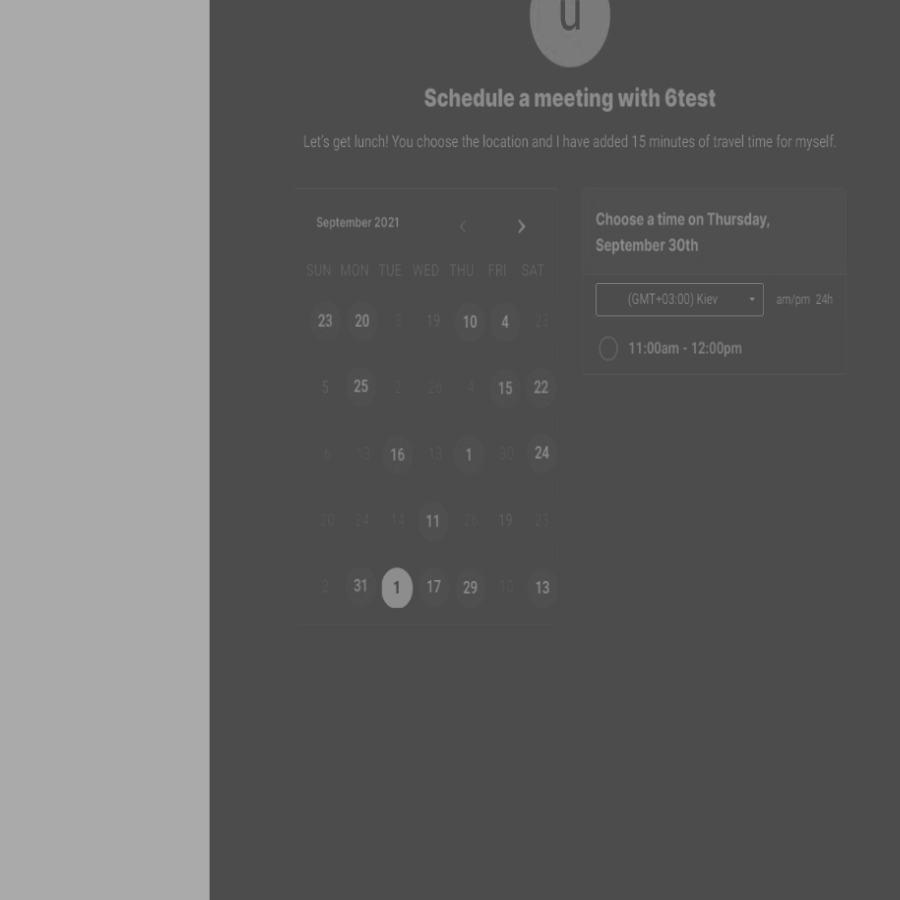 u
Schedule a meeting with 6test
Let's get lunch! You choose the location and I have added 15 minutes of travel time for myself.
September 2021
SUN MON TUE WED THU FRI SAT
23 20 3 19 10 4 23
5 25 2 26 4 15 22
6 13 16 13 1 30 24
20 24 14 11 26 19 23
2 31 1 17 29 10 13
Choose a time on Thursday,
September 30th
(GMT+03:00) Kiev am/pm 24h
11:00am - 12:00pm